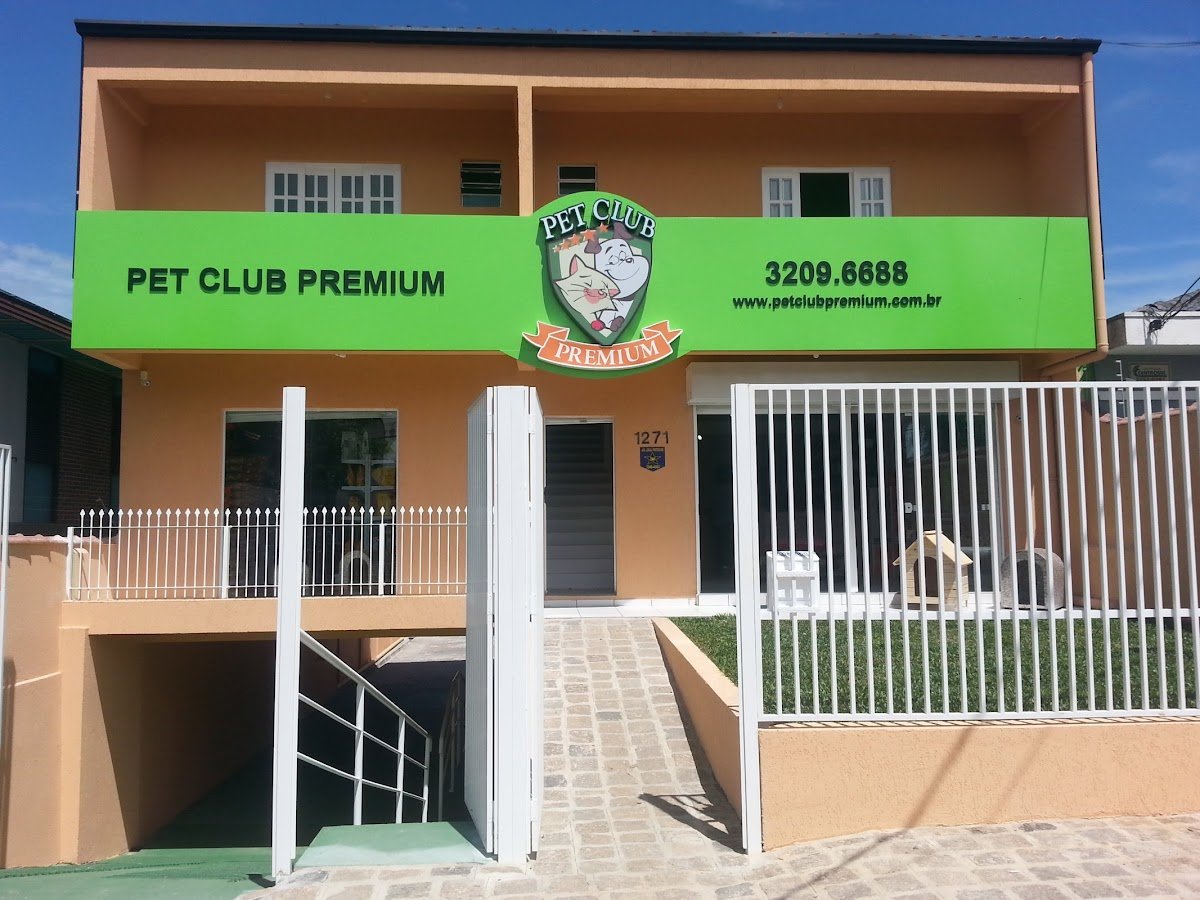 PET CLUB PREMIUM
PET CLUB
PREMIUM
3209.6688
www.petclubpremium.com.br
1271